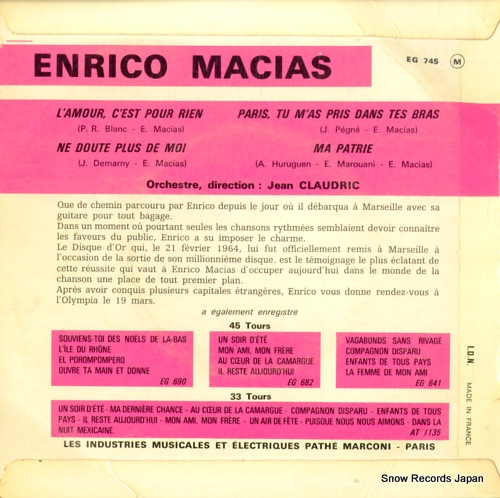 ENRICO MACIAS
EG 745 M
L'AMOUR, C'EST POUR RIEN
(P. R. Blanc - E. Macias)
PARIS, TU M'AS PRIS DANS TES BRAS
(J. Pégné - E. Macias)
NE DOUTE PLUS DE MOI
(J. Demarny - E. Macias)
MA PATRIE
(A. Huruguen - E. Marouani - E. Macias)
Orchestre, direction : Jean CLAUDRIC
Que de chemin parcouru par Enrico depuis le jour où il débarqua à Marseille avec sa
guitare pour tout bagage.
Dans un moment où pourtant seules les chansons rythmées semblaient devoir connaître
les faveurs du public, Enrico a su imposer le charme.
Le Disque d'Or qui, le 21 février 1964, lui fut officiellement remis à Marseille à
l'occasion de la sortie de son millionnième disque, est le témoignage le plus éclatant de
cette réussite qui vaut à Enrico Macias d'occuper aujourd'hui dans le monde de la
chanson une place de tout premier plan.
Après avoir conquis plusieurs capitales étrangères, Enrico vous donne rendez-vous à
l'Olympia le 19 mars.
a également enregistré
45 Tours
SOUVIENS-TOI DES NOËLS DE LA-BAS
L'ÎLE DU RHÔNE
EL POROMPOMPERO
OUVRE TA MAIN ET DONNE
EG 690
UN SOIR D'ÉTÉ
MON AMI, MON FRÈRE
AU CŒUR DE LA CAMARGUE
IL RESTE AUJOURD'HUI
EG 682
VAGABONDS SANS RIVAGE
COMPAGNON DISPARU
ENFANTS DE TOUS PAYS
LA FEMME DE MON AMI
EG 641
33 Tours
UN SOIR D'ÉTÉ - MA DERNIÈRE CHANCE - AU CŒUR DE LA CAMARGUE - COMPAGNON DISPARU - ENFANTS DE TOUS
PAYS - IL RESTE AUJOURD'HUI - MON AMI, MON FRÈRE - UN AIR DE FÊTE - PUISQUE NOUS NOUS AIMONS - DANS LA
NUIT MEXICAINE.
AT 1135
LES INDUSTRIES MUSICALES ET ÉLECTRIQUES PATHÉ MARCONI - PARIS
I.D.N. MADE IN FRANCE
Snow Records Japan